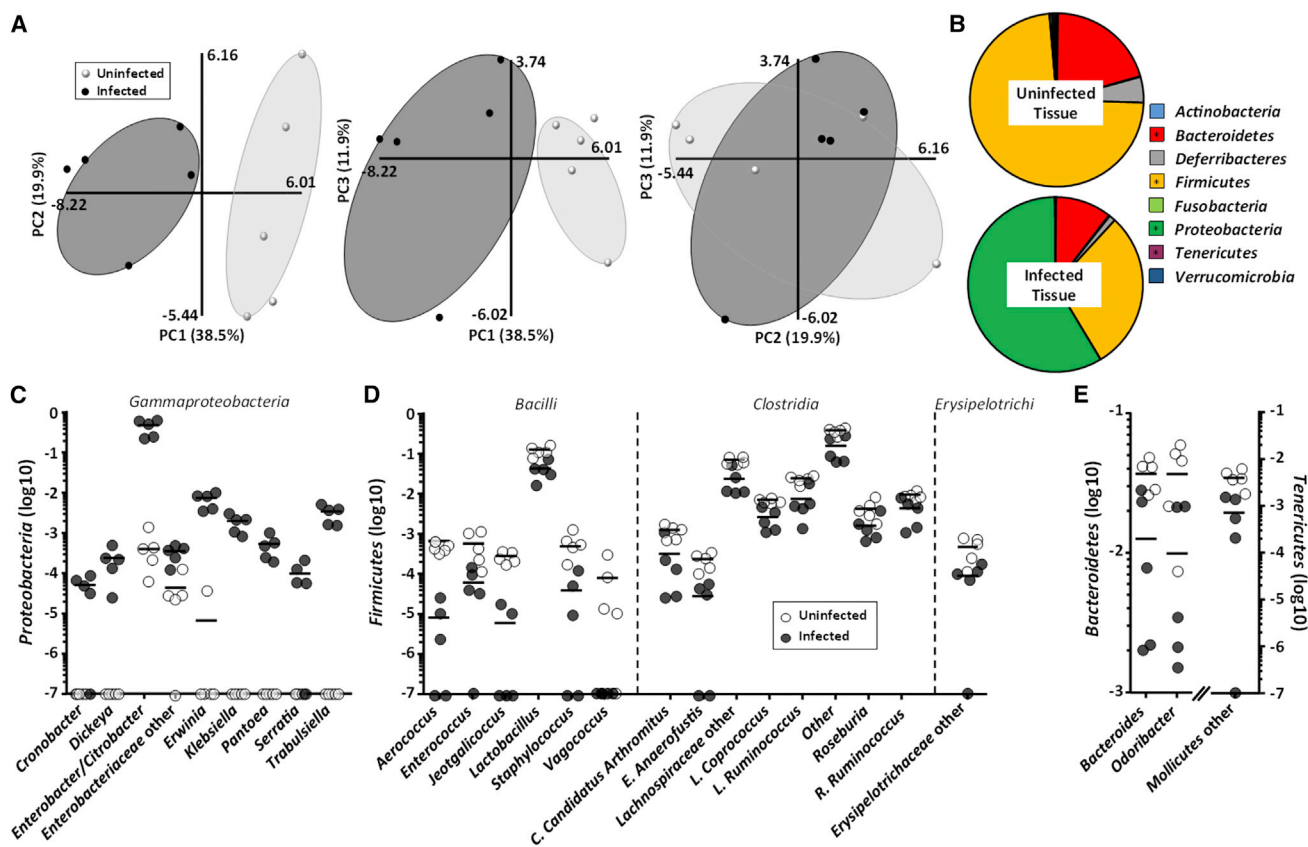 A
Uninfected
Infected
6.16
6.01
-8.22
-5.44
PC2 (19.9%)
PC1 (38.5%)
3.74
6.01
-8.22
-6.02
PC3 (11.9%)
PC1 (38.5%)
3.74
6.16
-5.44
-6.02
PC3 (11.9%)
PC2 (19.9%)
B
Uninfected
Tissue
Infected
Tissue
Actinobacteria
* Bacteroidetes
Deferribacteres
* Firmicutes
Fusobacteria
* Proteobacteria
* Tenericutes
Verrucomicrobia
C
Gammaproteobacteria
Proteobacteria (log10)
0
-1
-2
-3
-4
-5
-6
-7
Cronobacter
Dickeya
Enterobacter/Citrobacter
Enterobacteriaceae other
Erwinia
Klebsiella
Pantoea
Serratia
Trabulsiella
D
Bacilli
Clostridia
Erysipelotrichi
Firmicutes (log10)
0
-1
-2
-3
-4
-5
-6
-7
Uninfected
Infected
Aerococcus
Enterococcus
Jeotgalicoccus
Lactobacillus
Staphylococcus
Vagococcus
C. Candidatus Arthromitus
E. Anaerofustis
Lachnospiraceae other
L. Coprococcus
L. Ruminococcus
Other
Roseburia
R. Ruminococcus
Erysipelotrichaceae other
E
Bacteroidetes (log10)
-1
-2
-3
Tenericutes (log10)
-1
-2
-3
-4
-5
-6
-7
Bacteroides
Odoribacter
Mollicutes other